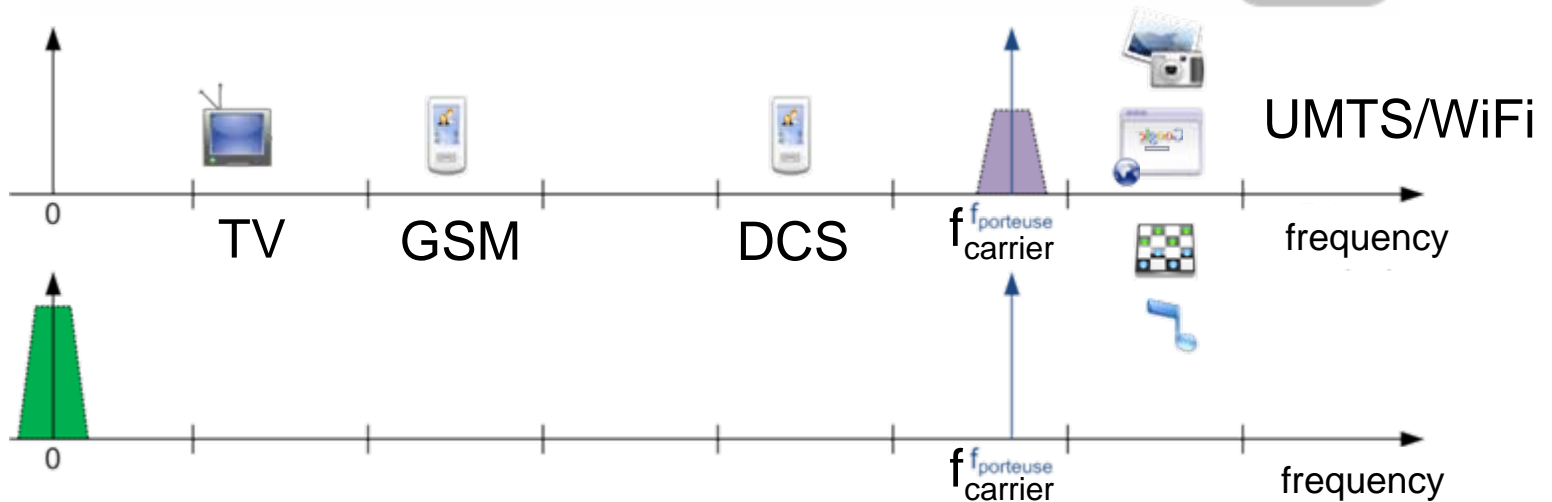 UMTS/WiFi
0
TV
GSM
DCS
f porteuse
carrier
frequency
0
f porteuse
carrier
frequency